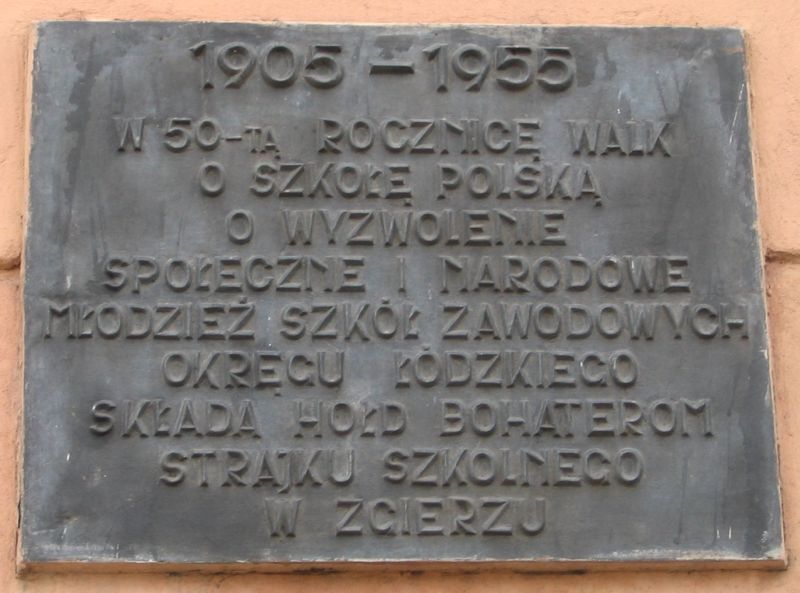 1905 – 1955
W 50-TĄ ROCZNICĘ WALK
O SZKOŁĘ POLSKĄ
O WYZWOLENIE
SPOŁECZNE I NARODOWE
MŁODZIEŻ SZKÓŁ ZAWODOWYCH
OKRĘGU ŁÓDZKIEGO
SKŁADA HOŁD BOHATEROM
STRAJKU SZKOLNEGO
W ZGIERZU